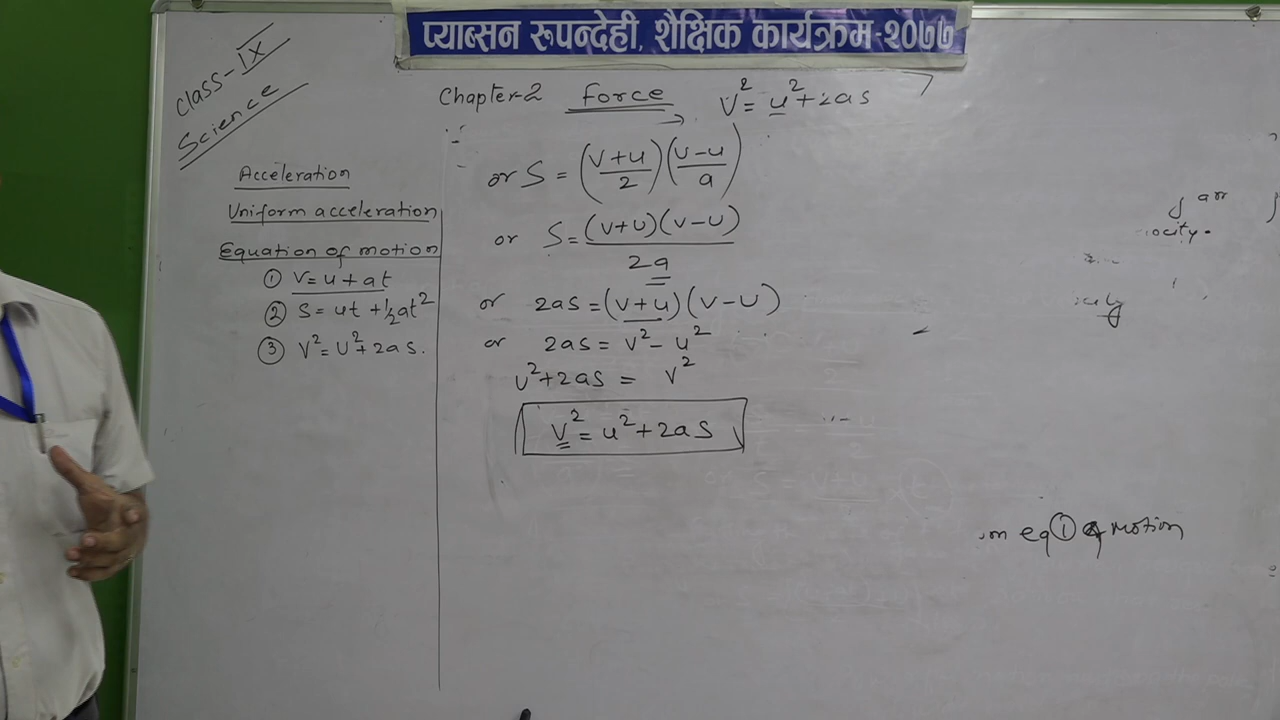 प्याब्सन रुपन्देही, शैक्षिक कार्यक्रम-२०७७
Class-IX
Science
Chapter-2 Force V² = u² + 2as
Acceleration
Uniform acceleration
Equation of motion
① V = u + at
② S = ut + ½at²
③ V² = U² + 2as.
or S = ((V+u)/2)((V-u)/a)
or S = (V+U)(V-U)/2a
or 2as = (V+u)(V-U)
or 2as = V² - u²
U² + 2as = V²
V² = u² + 2aS
eq ① of motion